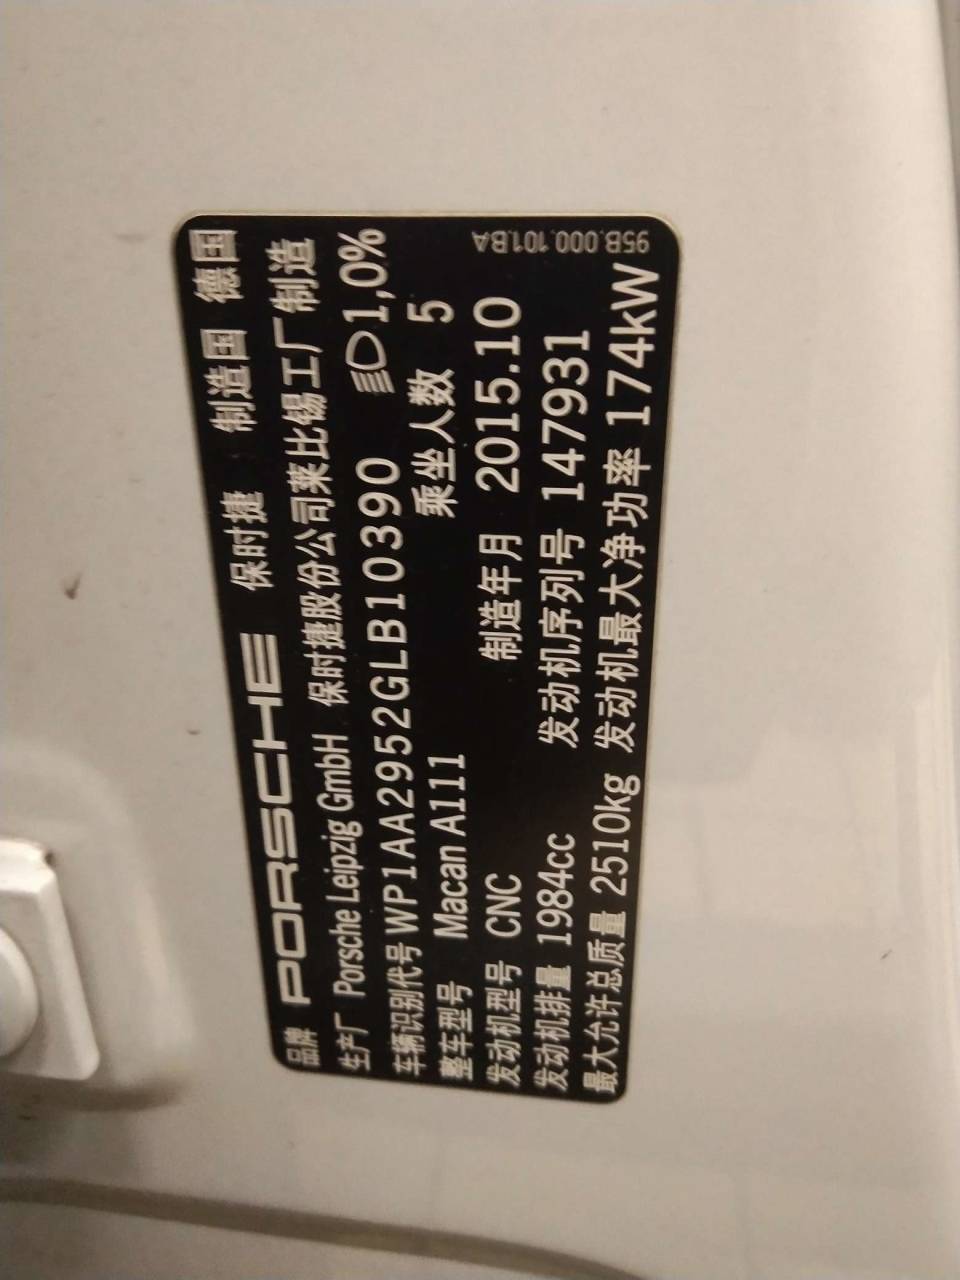 品牌 PORSCHE 保时捷 制造国 德国
生产厂 Porsche Leipzig GmbH 保时捷股份公司莱比锡工厂制造
车辆识别代号 WP1AA2952GLB10390 1,0%
整车型号 Macan A111 乘坐人数 5
发动机型号 CNC 制造年月 2015.10
发动机排量 1984cc 发动机序列号 147931
最大允许总质量 2510kg 发动机最大净功率 174kW
95B.000.101.BA